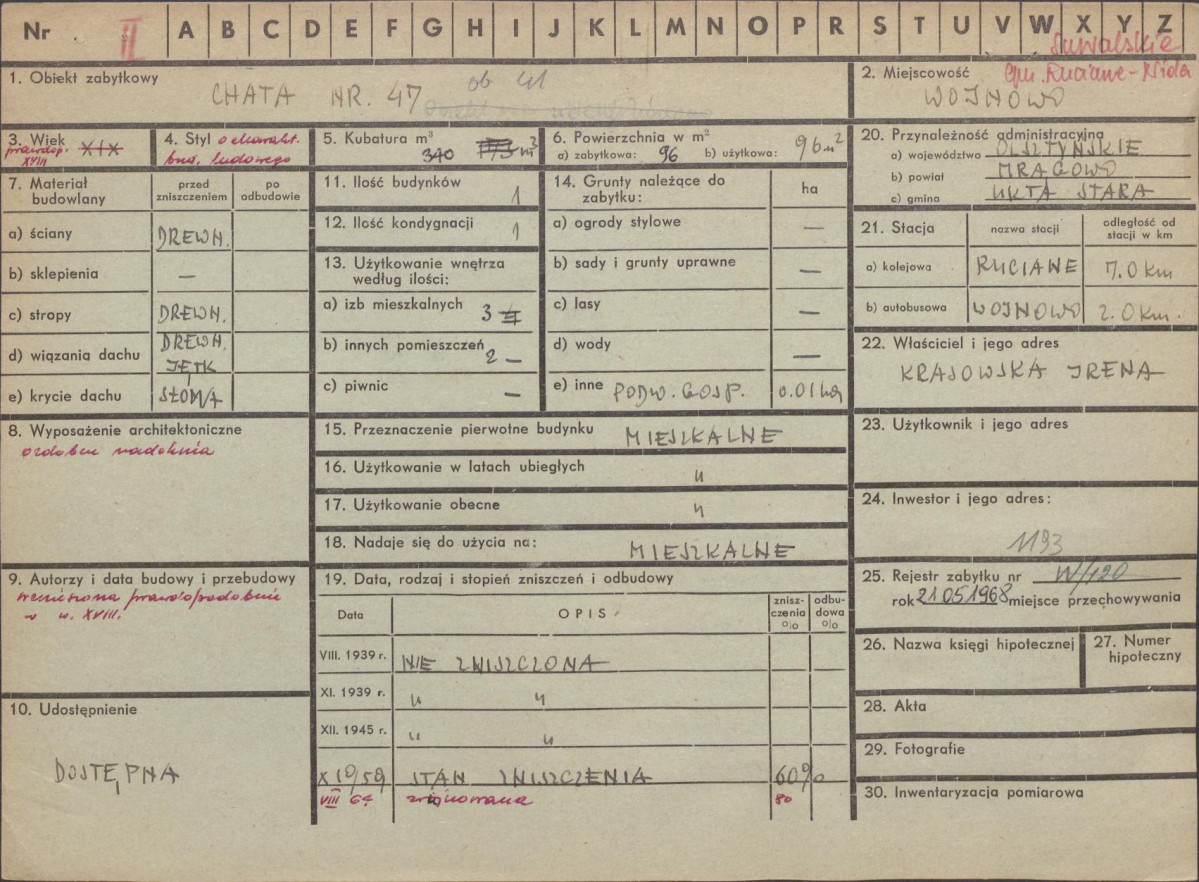 Nr II A B C D E F G H I J K L M N O P R S T U V W X Y Z
Suwalskie
1. Obiekt zabytkowy
CHATA NR. 47 ob 41
2. Miejscowość Gm. Ruciane-Nida
WOJNOWO
3. Wiek prawdop. XVIII XIX
4. Styl o charakt. bud. ludowego
5. Kubatura m³
340 m³
6. Powierzchnia w m²
a) zabytkowa: 96 b) użytkowa: 96 m²
20. Przynależność administracyjna
a) województwo OLSZTYŃSKIE
b) powiat MRĄGOWO
c) gmina UKTA STARA
7. Materiał budowlany
przed zniszczeniem
po odbudowie
a) ściany DREWN.
b) sklepienia —
c) stropy DREWN.
d) wiązania dachu DREWN. JĘTK
e) krycie dachu SŁOMA
11. Ilość budynków 1
12. Ilość kondygnacji 1
13. Użytkowanie wnętrza według ilości:
a) izb mieszkalnych 3
b) innych pomieszczeń 2 —
c) piwnic —
14. Grunty należące do zabytku:
ha
a) ogrody stylowe —
b) sady i grunty uprawne —
c) lasy —
d) wody —
e) inne PODW. GOSP. 0.01 ha
21. Stacja
nazwa stacji
odległość od stacji w km
a) kolejowa RUCIANE 7.0 km
b) autobusowa WOJNOWO 2.0 km.
22. Właściciel i jego adres
KRASOWSKA IRENA
8. Wyposażenie architektoniczne
ozdobne nadoknia
15. Przeznaczenie pierwotne budynku MIESZKALNE
16. Użytkowanie w latach ubiegłych "
17. Użytkowanie obecne "
18. Nadaje się do użycia na: MIESZKALNE
23. Użytkownik i jego adres
24. Inwestor i jego adres:
1193
9. Autorzy i data budowy i przebudowy
wzniesiona prawdopodobnie
w w. XVIII.
19. Data, rodzaj i stopień zniszczeń i odbudowy
Data OPIS zniszczenia o|o odbudowa o|o
VIII. 1939 r. NIE ZNISZCZONA
XI. 1939 r. " "
XII. 1945 r. " "
X 1959 STAN ZNISZCZENIA 60%
VIII 64 zrujnowana 80
25. Rejestr zabytku nr W/120
rok 21 05 1968 miejsce przechowywania
26. Nazwa księgi hipotecznej
27. Numer hipoteczny
10. Udostępnienie
DOSTĘPNA
28. Akta
29. Fotografie
30. Inwentaryzacja pomiarowa